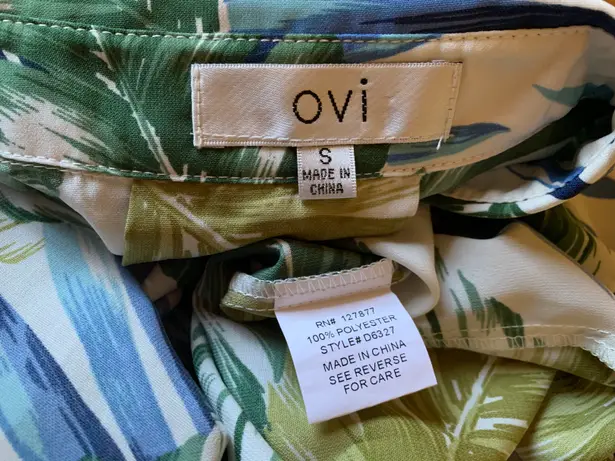 ovi
S
MADE IN
CHINA
RN# 127877
100% POLYESTER
STYLE# D6327
MADE IN CHINA
SEE REVERSE
FOR CARE